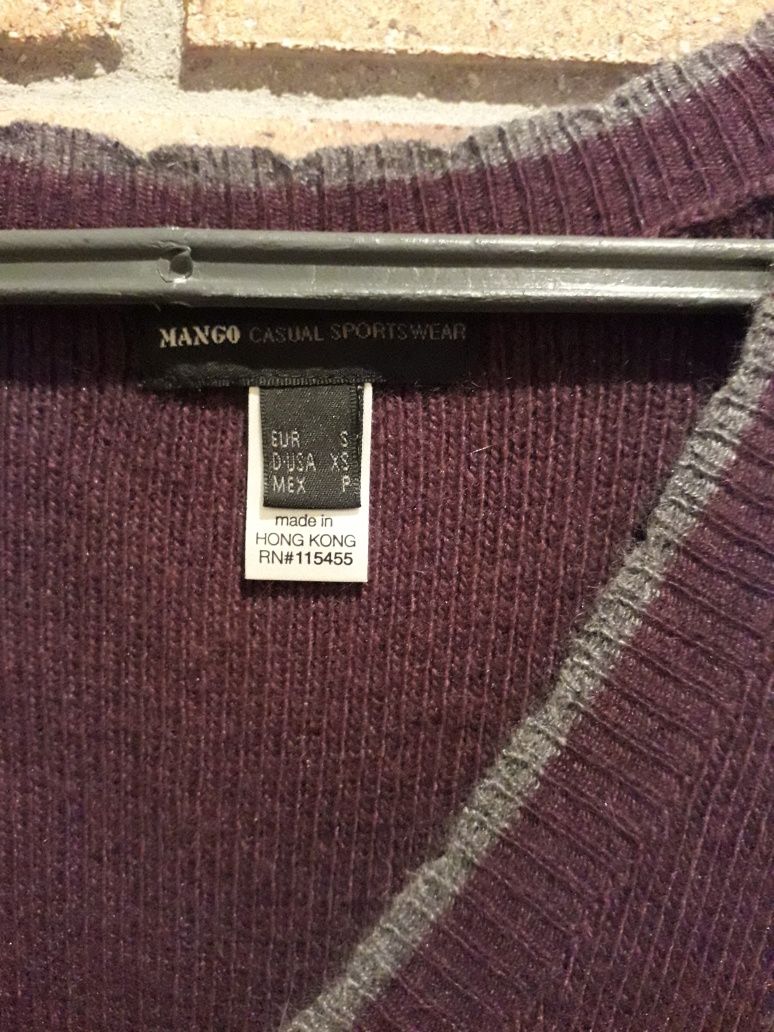 MANGO CASUAL SPORTSWEAR
EUR S
D·USA XS
MEX P
made in
HONG KONG
RN#115455